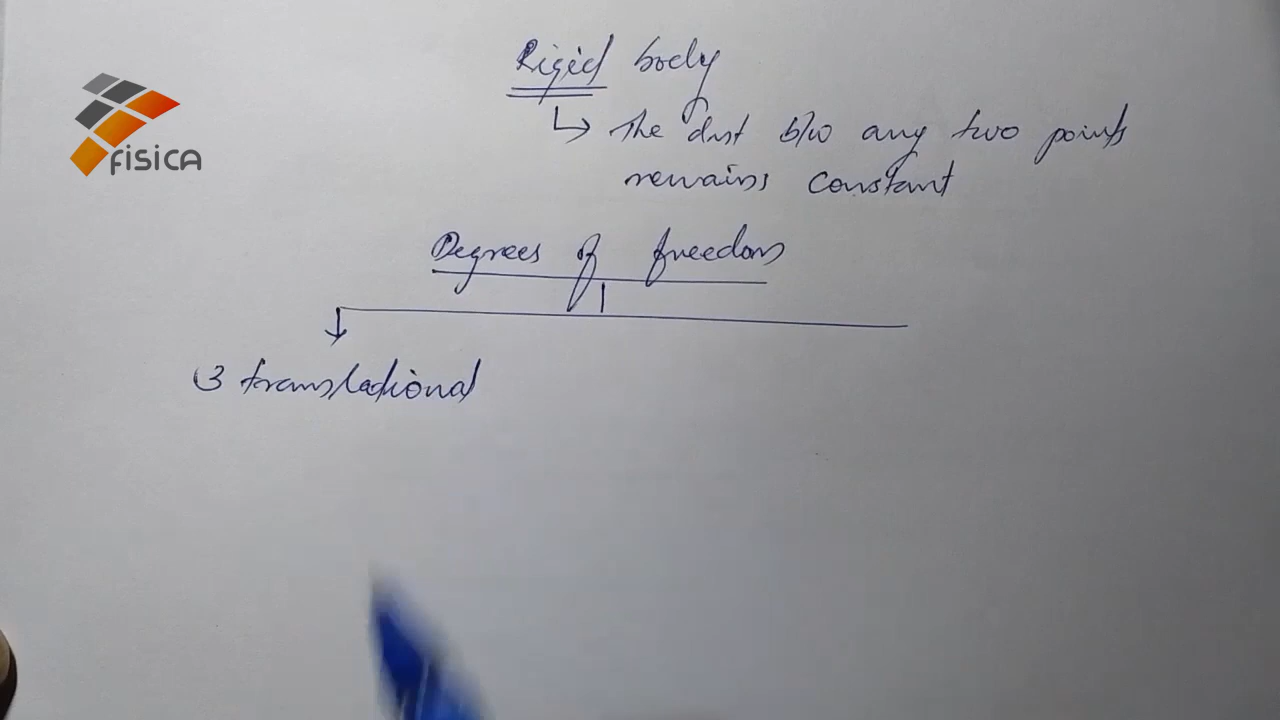 Rigid body
FISICA
↳ The dist b/w any two points
remains constant
Degrees of freedom
3 translational